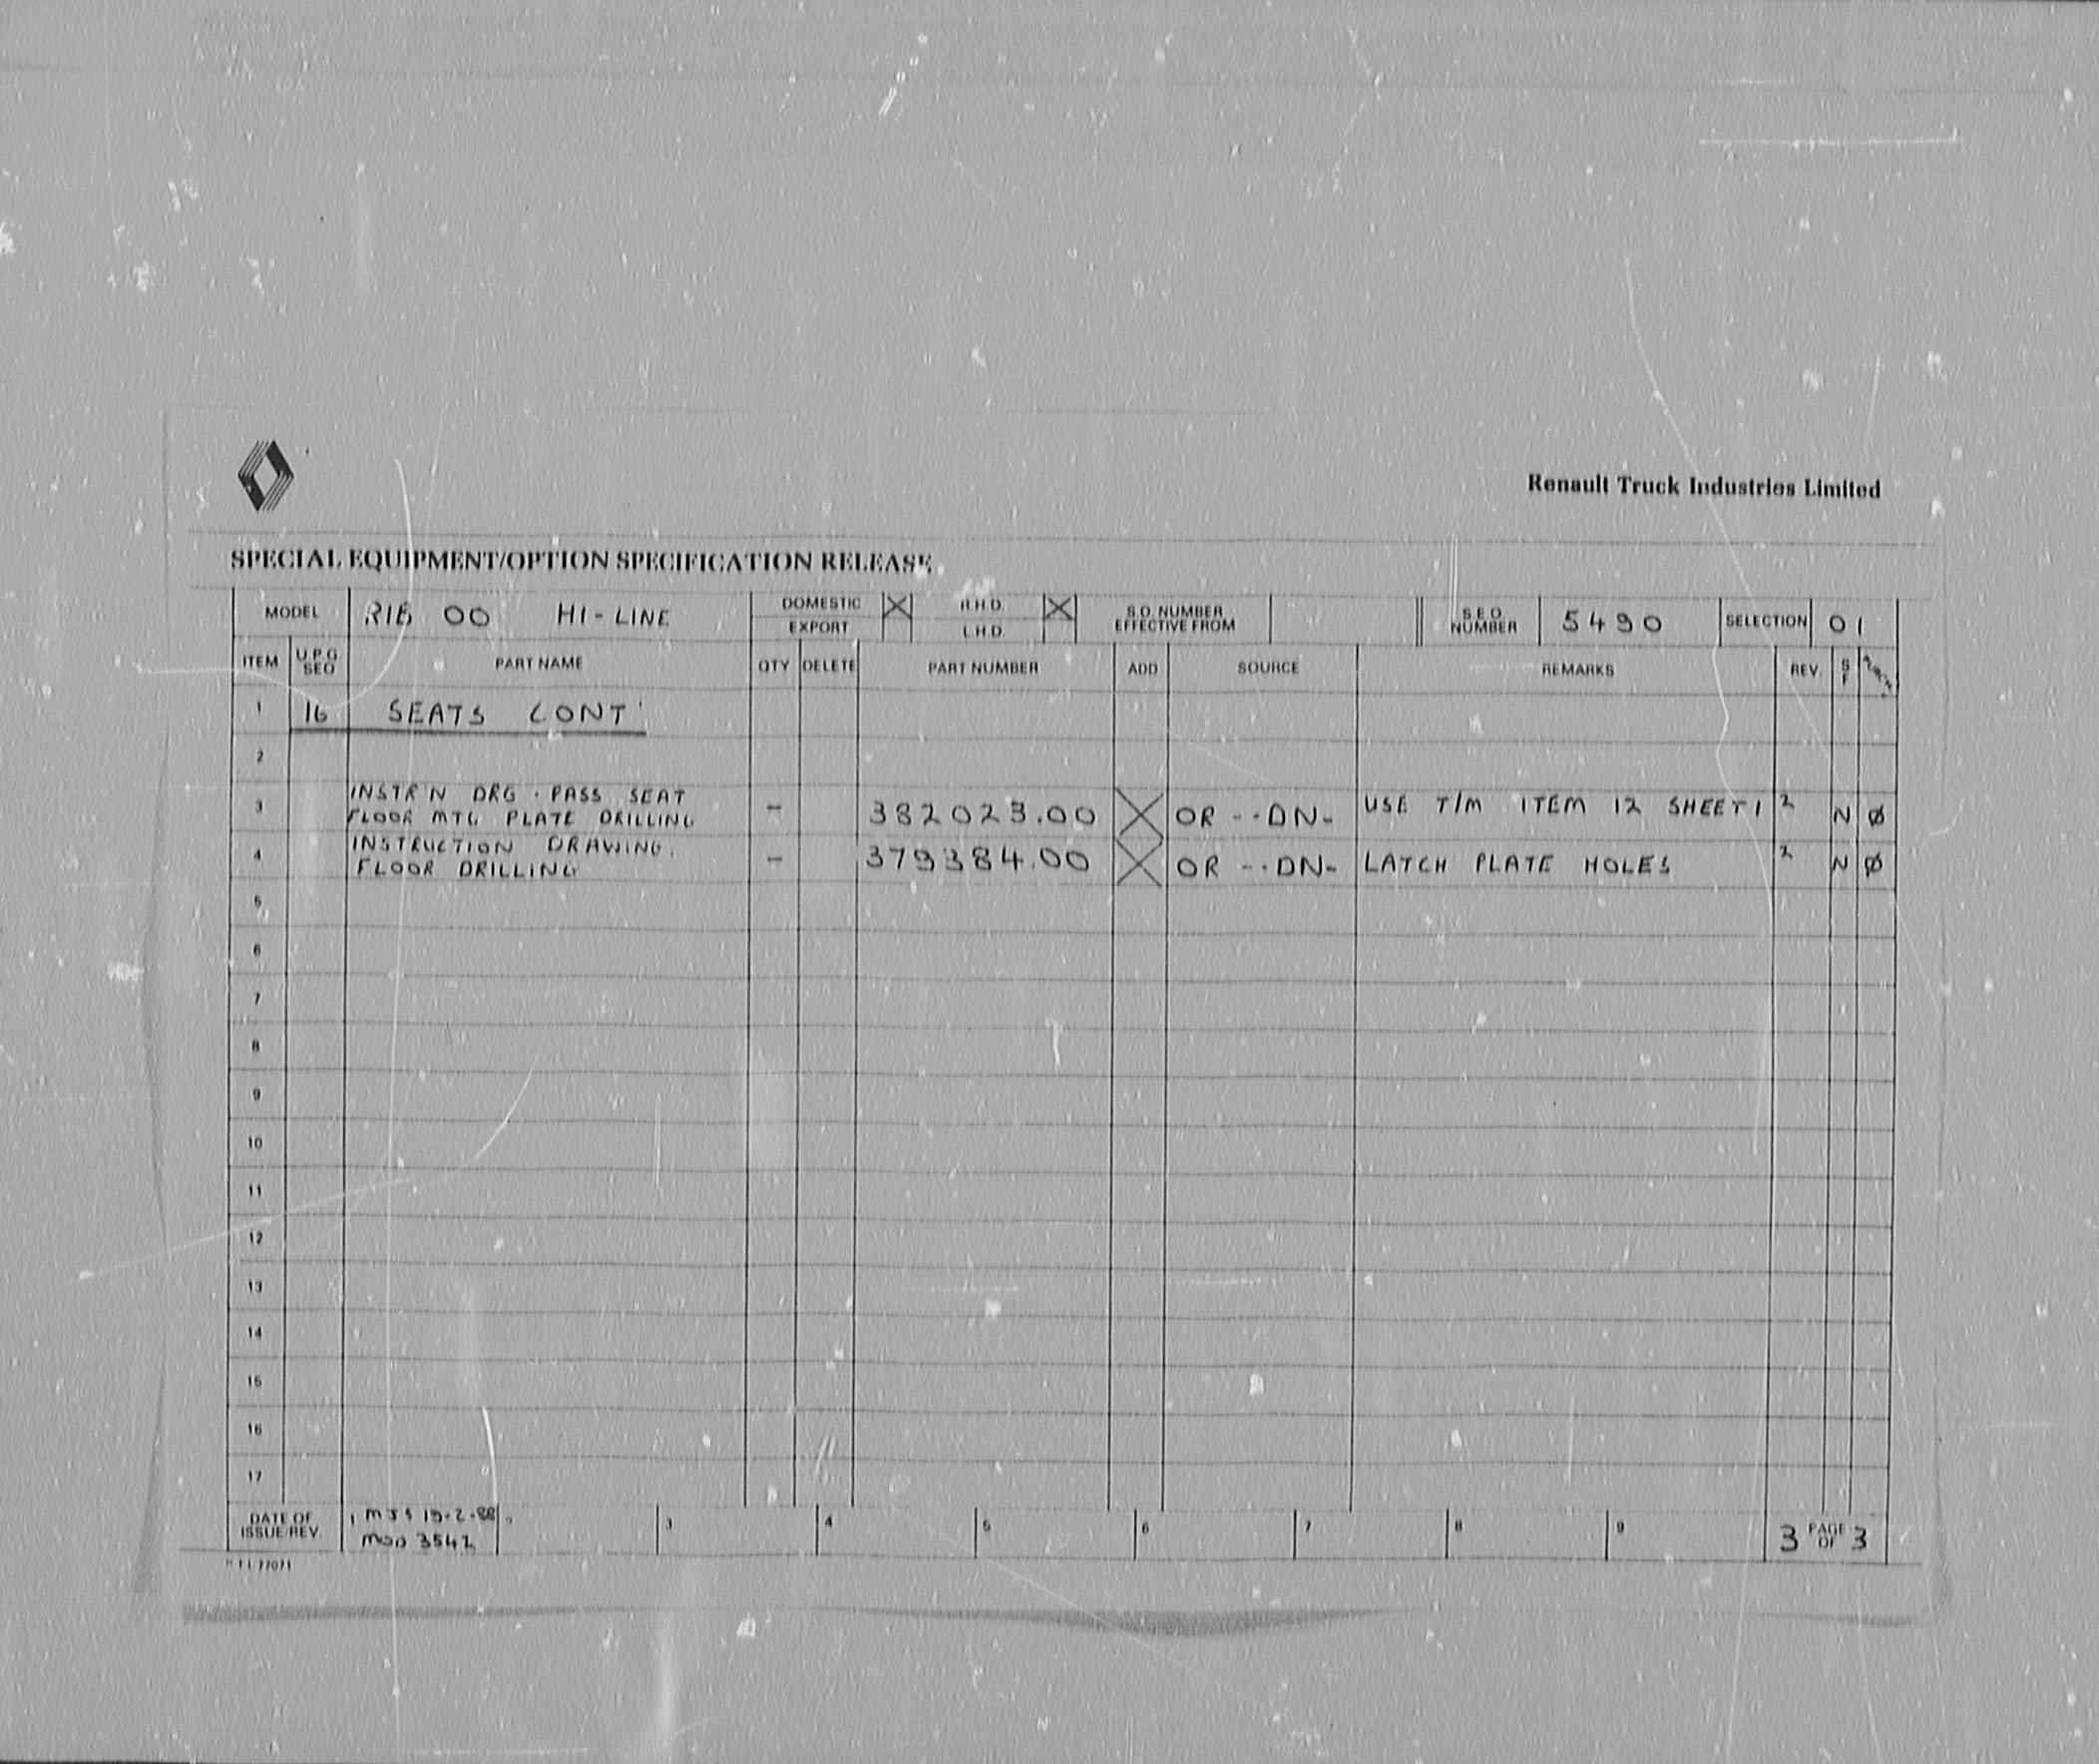 Renault Truck Industries Limited
SPECIAL EQUIPMENT/OPTION SPECIFICATION RELEASE
MODEL R16 00 HI-LINE DOMESTIC X R.H.D. X S.O. NUMBER EFFECTIVE FROM S.E.O. NUMBER 5490 SELECTION 01
EXPORT L.H.D.
ITEM U.P.G. SEQ PART NAME QTY DELETE PART NUMBER ADD SOURCE REMARKS REV. S F
1 16 SEATS CONT'
2
INSTR'N DRG. PASS SEAT
3 FLOOR MTG PLATE DRILLING - 382023.00 X OR --DN- USE T/M ITEM 12 SHEET 1 2 N Ø
INSTRUCTION DRAWING.
4 FLOOR DRILLING - 379384.00 X OR --DN- LATCH PLATE HOLES 2 N Ø
5
6
7
8
9
10
11
12
13
14
15
16
17
DATE OF ISSUE/REV. 1 MJS 3 4 5 6 7 8 9 3 PAGE OF 3
MOD 3542